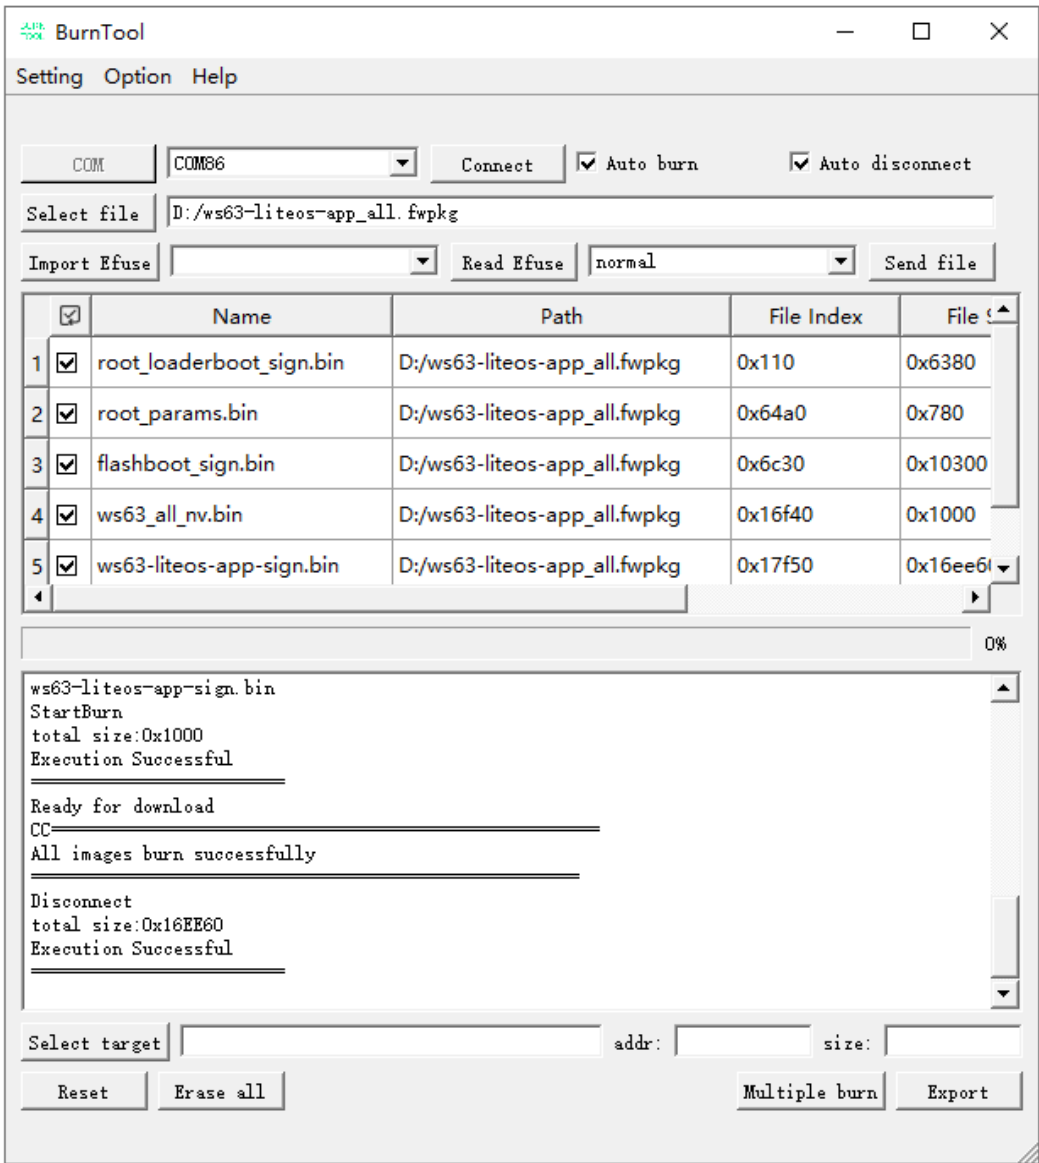 BURN TOOL BurnTool
Setting Option Help
COM COM86 Connect Auto burn Auto disconnect
Select file D:/ws63-liteos-app_all.fwpkg
Import Efuse Read Efuse normal Send file
Name Path File Index File S
1 root_loaderboot_sign.bin D:/ws63-liteos-app_all.fwpkg 0x110 0x6380
2 root_params.bin D:/ws63-liteos-app_all.fwpkg 0x64a0 0x780
3 flashboot_sign.bin D:/ws63-liteos-app_all.fwpkg 0x6c30 0x10300
4 ws63_all_nv.bin D:/ws63-liteos-app_all.fwpkg 0x16f40 0x1000
5 ws63-liteos-app-sign.bin D:/ws63-liteos-app_all.fwpkg 0x17f50 0x16ee60
0%
ws63-liteos-app-sign.bin
StartBurn
total size:0x1000
Execution Successful
=========================
Ready for download
CC======================================================
All images burn successfully
======================================================
Disconnect
total size:0x16EE60
Execution Successful
=========================
Select target addr: size:
Reset Erase all Multiple burn Export